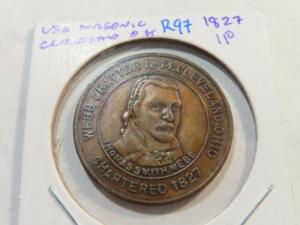 USA MASONIC R97 1827
CLEVELAND OH 1P
WEBB CHAPTER No 14 CLEVELAND OHIO
THOMAS SMITH WEBB
CHARTERED 1827